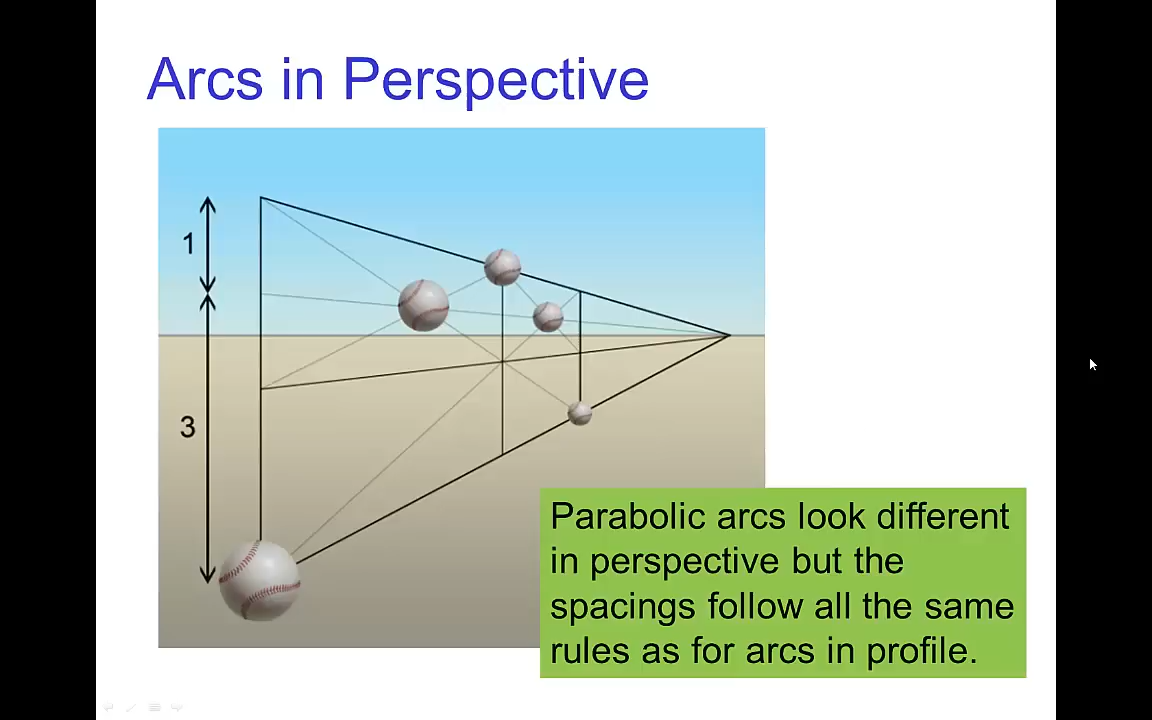 Arcs in Perspective
1
3
Parabolic arcs look different
in perspective but the
spacings follow all the same
rules as for arcs in profile.